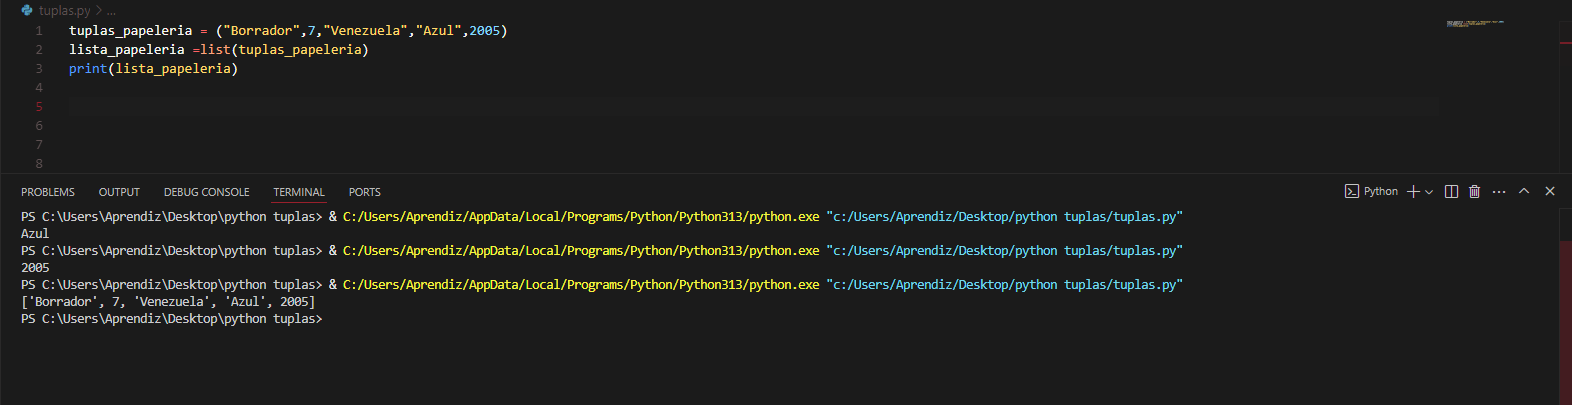 tuplas.py > ...
1 tuplas_papeleria = ("Borrador",7,"Venezuela","Azul",2005)
2 lista_papeleria =list(tuplas_papeleria)
3 print(lista_papeleria)
4
5
6
7
8
PROBLEMS OUTPUT DEBUG CONSOLE TERMINAL PORTS Python
PS C:\Users\Aprendiz\Desktop\python tuplas> & C:/Users/Aprendiz/AppData/Local/Programs/Python/Python313/python.exe "c:/Users/Aprendiz/Desktop/python tuplas/tuplas.py"
Azul
PS C:\Users\Aprendiz\Desktop\python tuplas> & C:/Users/Aprendiz/AppData/Local/Programs/Python/Python313/python.exe "c:/Users/Aprendiz/Desktop/python tuplas/tuplas.py"
2005
PS C:\Users\Aprendiz\Desktop\python tuplas> & C:/Users/Aprendiz/AppData/Local/Programs/Python/Python313/python.exe "c:/Users/Aprendiz/Desktop/python tuplas/tuplas.py"
['Borrador', 7, 'Venezuela', 'Azul', 2005]
PS C:\Users\Aprendiz\Desktop\python tuplas>